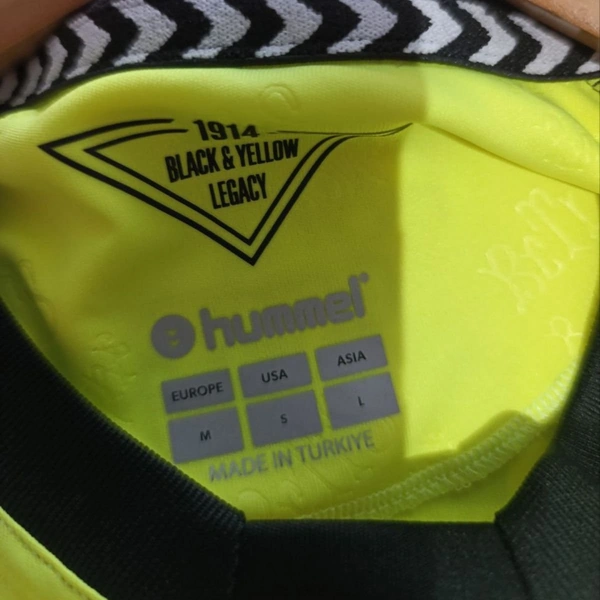 1914
BLACK & YELLOW
LEGACY
hummel
EUROPE USA ASIA
M S L
MADE IN TURKIYE